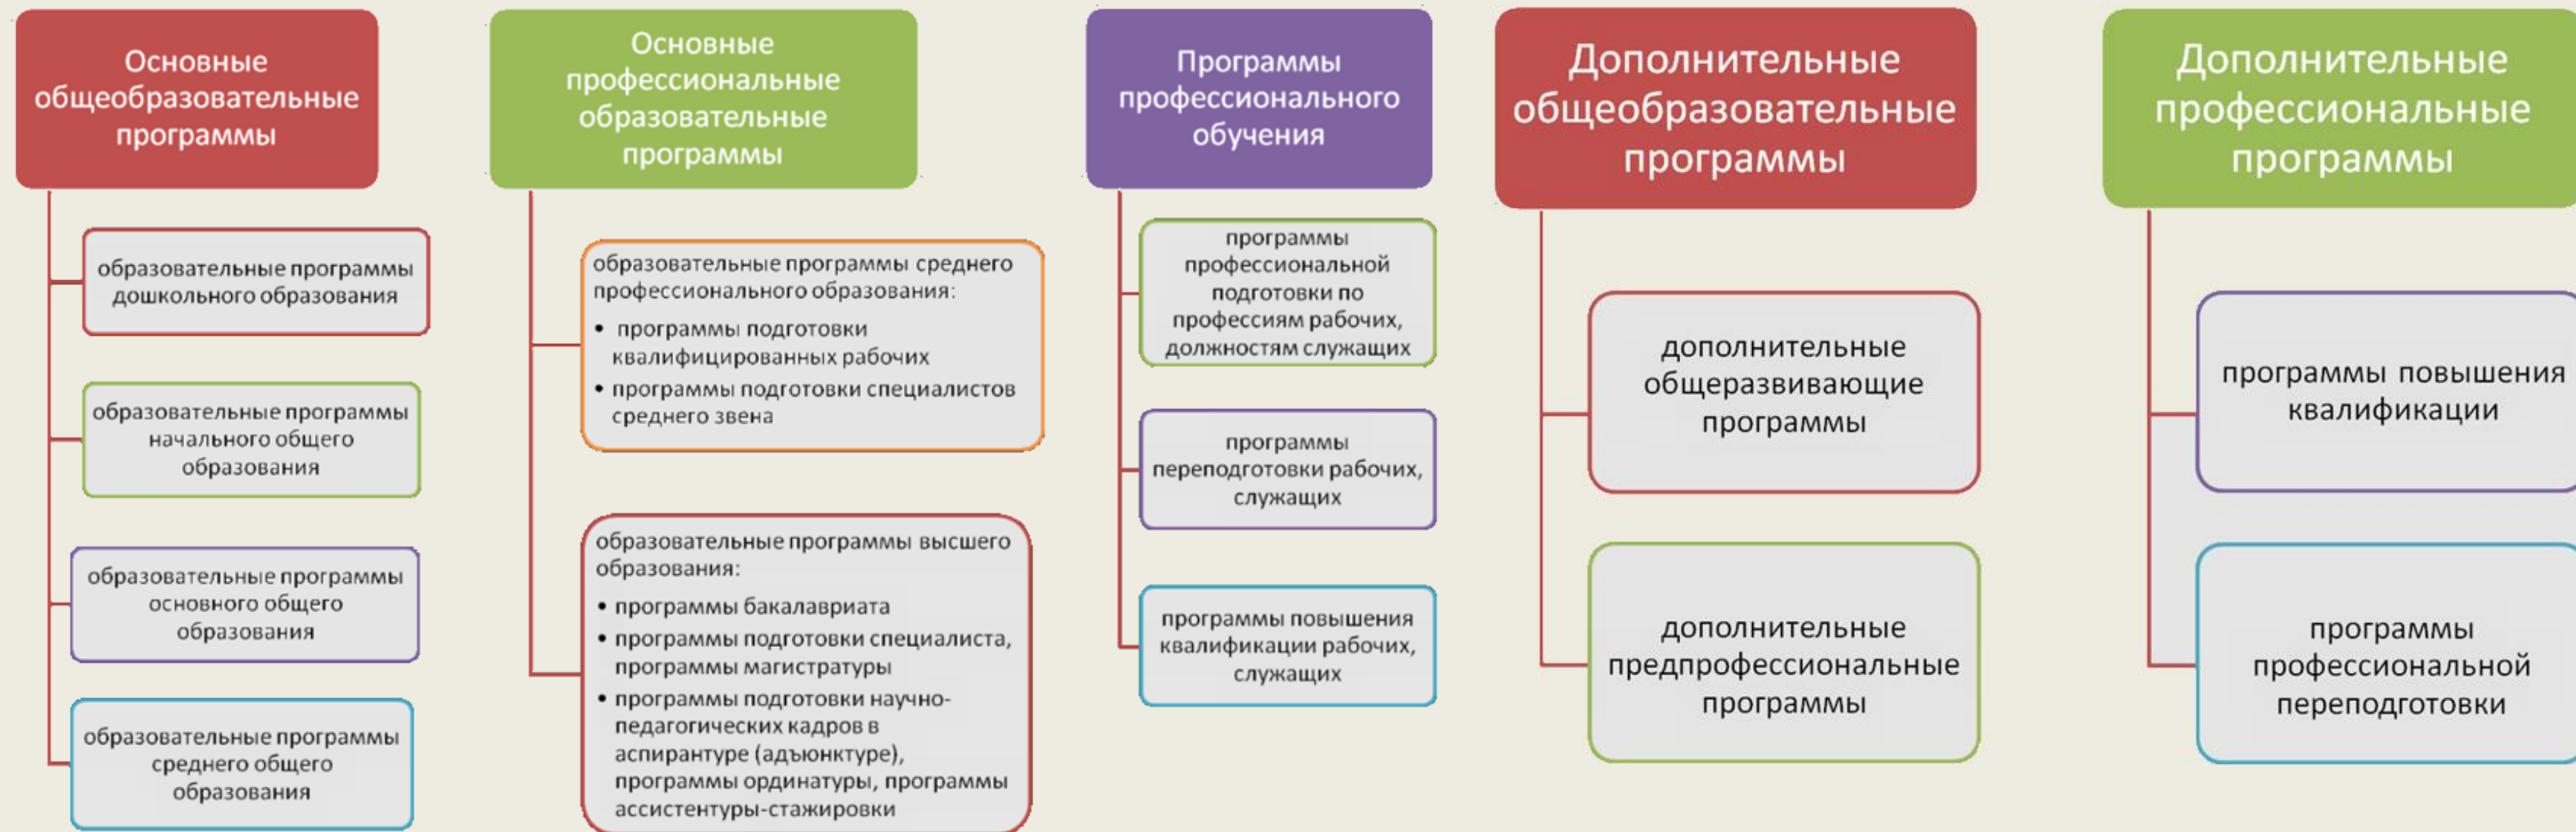 Основные
общеобразовательные
программы
образовательные программы
дошкольного образования
образовательные программы
начального общего
образования
образовательные программы
основного общего
образования
образовательные программы
среднего общего
образования
Основные
профессиональные
образовательные
программы
образовательные программы среднего
профессионального образования:
• программы подготовки
квалифицированных рабочих
• программы подготовки специалистов
среднего звена
образовательные программы высшего
образования:
• программы бакалавриата
• программы подготовки специалиста,
программы магистратуры
• программы подготовки научно-
педагогических кадров в
аспирантуре (адъюнктуре),
программы ординатуры, программы
ассистентуры-стажировки
Программы
профессионального
обучения
программы
профессиональной
подготовки по
профессиям рабочих,
должностям служащих
программы
переподготовки рабочих,
служащих
программы повышения
квалификации рабочих,
служащих
Дополнительные
общеобразовательные
программы
дополнительные
общеразвивающие
программы
дополнительные
предпрофессиональные
программы
Дополнительные
профессиональные
программы
программы повышения
квалификации
программы
профессиональной
переподготовки